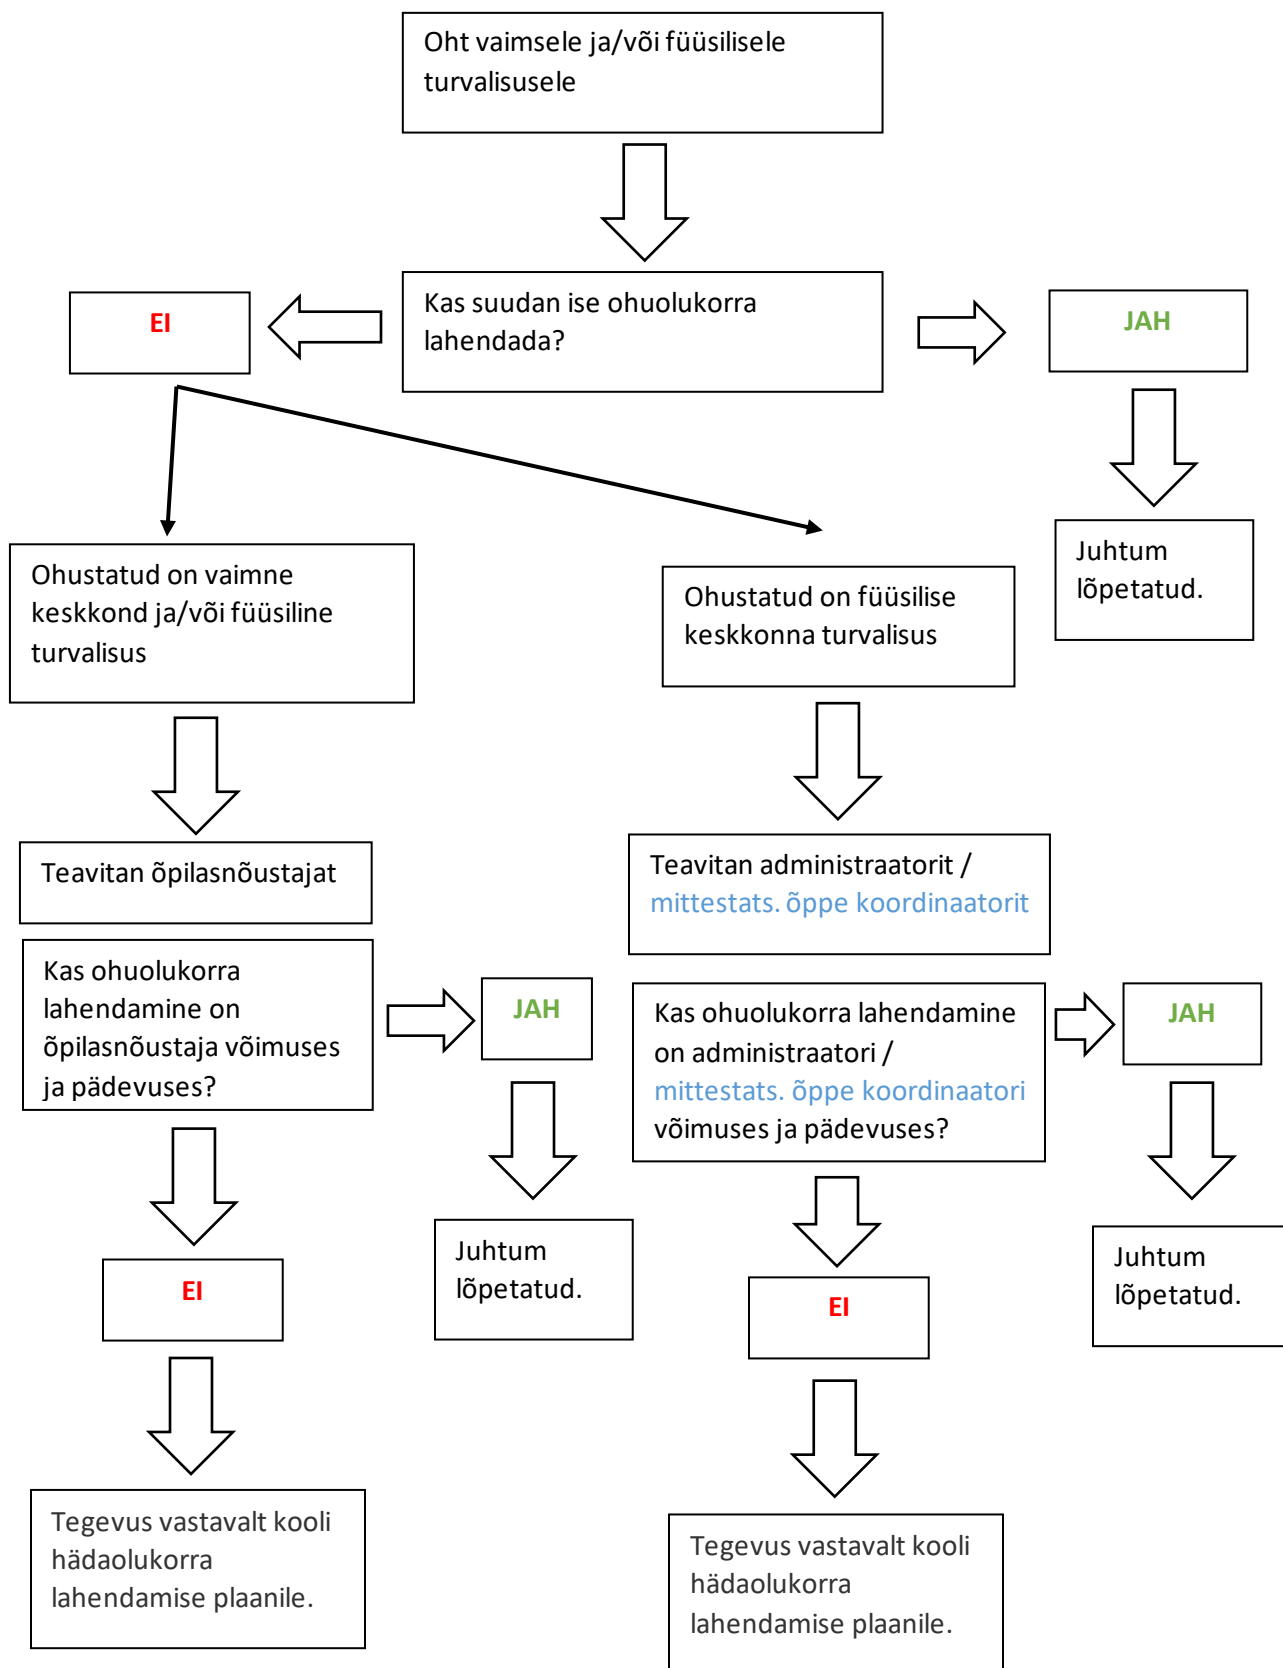 Oht vaimsele ja/või füüsilisele
turvalisusele
EI
Kas suudan ise ohuolukorra
lahendada?
JAH
Juhtum
lõpetatud.
Ohustatud on vaimne
keskkond ja/või füüsiline
turvalisus
Ohustatud on füüsilise
keskkonna turvalisus
Teavitan õpilasnõustajat
Teavitan administraatorit /
mittestats. õppe koordinaatorit
Kas ohuolukorra
lahendamine on
õpilasnõustaja võimuses
ja pädevuses?
JAH
Kas ohuolukorra lahendamine
on administraatori /
mittestats. õppe koordinaatori
võimuses ja pädevuses?
JAH
Juhtum
lõpetatud.
Juhtum
lõpetatud.
EI
EI
Tegevus vastavalt kooli
hädaolukorra
lahendamise plaanile.
Tegevus vastavalt kooli
hädaolukorra
lahendamise plaanile.